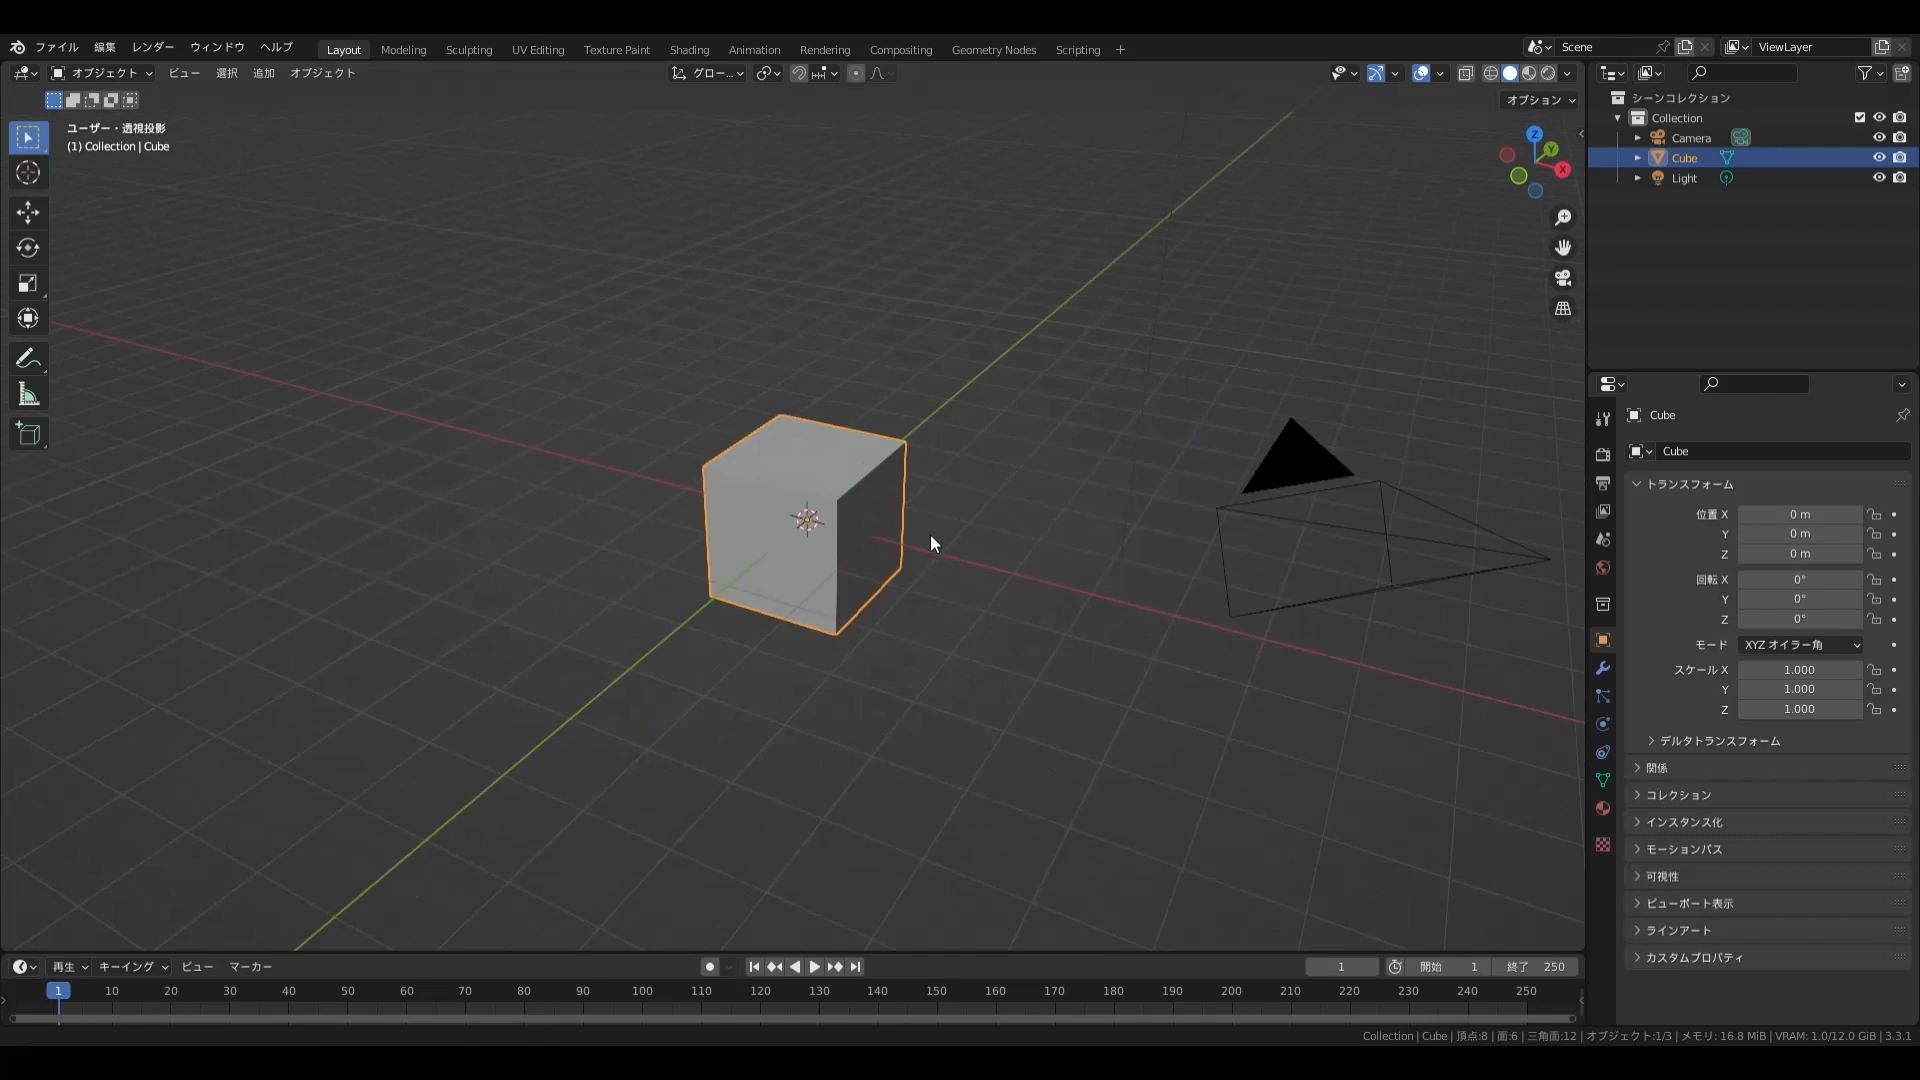 ファイル 編集 レンダー ウィンドウ ヘルプ Layout Modeling Sculpting UV Editing Texture Paint Shading Animation Rendering Compositing Geometry Nodes Scripting + Scene ViewLayer
オブジェクト ビュー 選択 追加 オブジェクト グロー...
オプション
ユーザー・透視投影
(1) Collection | Cube
Z
Y
X
シーンコレクション
Collection
Camera
Cube
Light
Cube
Cube
トランスフォーム
位置 X 0 m
Y 0 m
Z 0 m
回転 X 0°
Y 0°
Z 0°
モード XYZ オイラー角
スケール X 1.000
Y 1.000
Z 1.000
デルタトランスフォーム
関係
コレクション
インスタンス化
モーションパス
可視性
ビューポート表示
ラインアート
カスタムプロパティ
再生 キーイング ビュー マーカー 1 開始 1 終了 250
1 10 20 30 40 50 60 70 80 90 100 110 120 130 140 150 160 170 180 190 200 210 220 230 240 250
Collection | Cube | 頂点:8 | 面:6 | 三角面:12 | オブジェクト:1/3 | メモリ: 16.8 MiB | VRAM: 1.0/12.0 GiB | 3.3.1